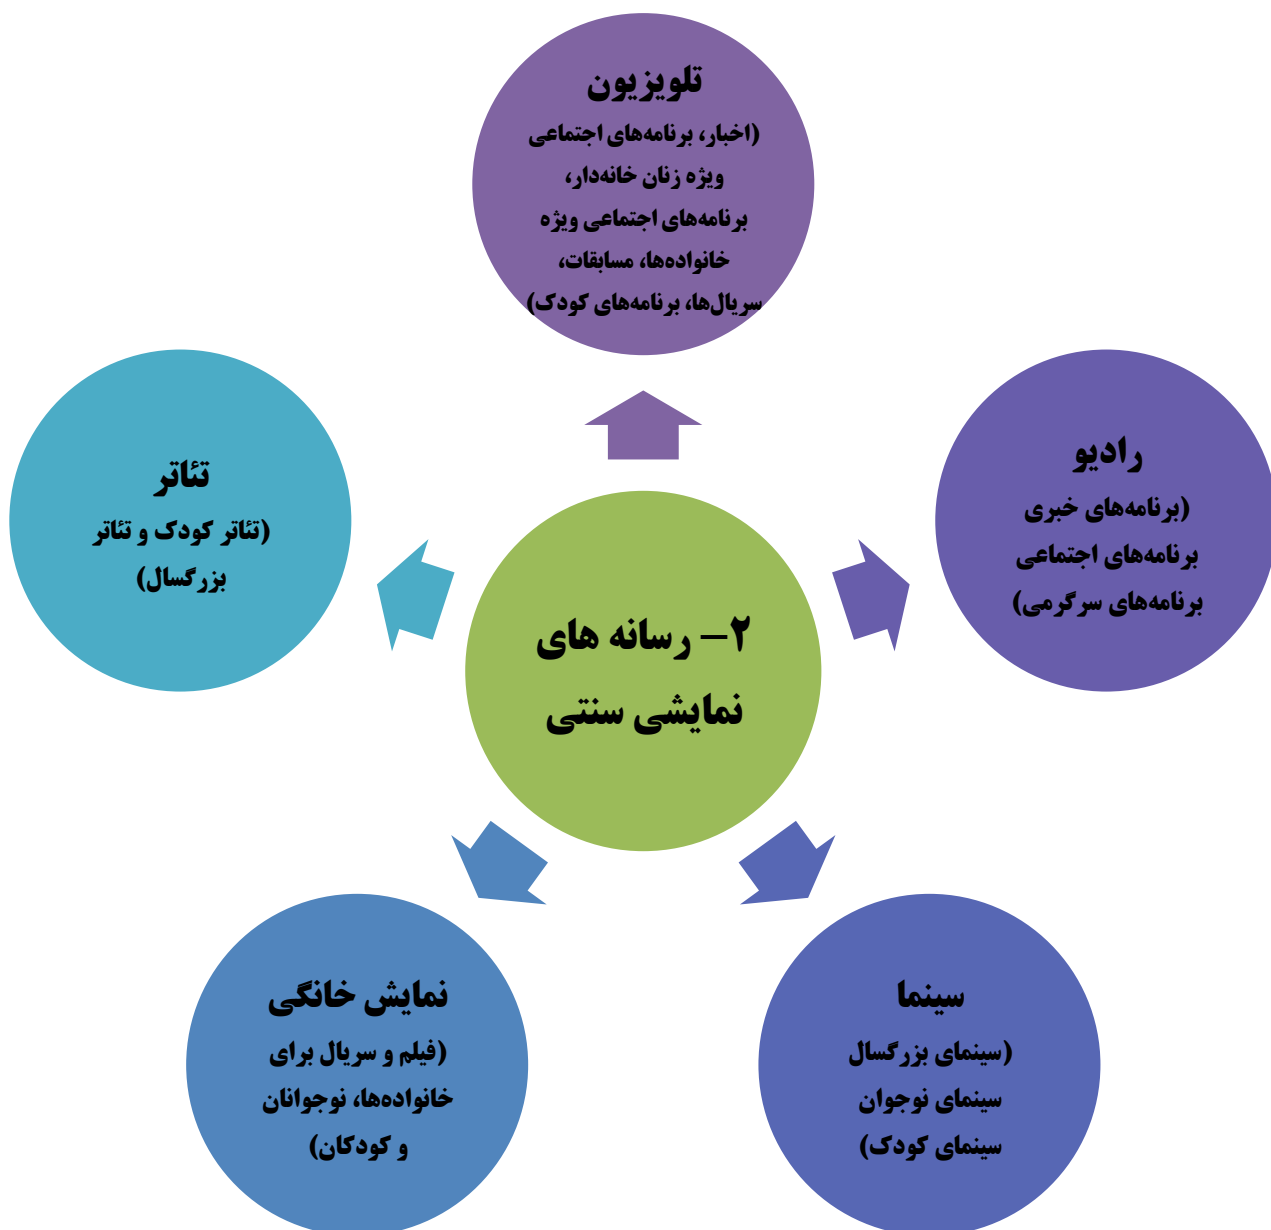 تلویزیون
(اخبار، برنامه‌های اجتماعی
ویژه زنان خانه‌دار،
برنامه‌های اجتماعی ویژه
خانواده‌ها، مسابقات،
سریال‌ها، برنامه‌های کودک)
رادیو
(برنامه‌های خبری
برنامه‌های اجتماعی
برنامه‌های سرگرمی)
تئاتر
(تئاتر کودک و تئاتر
بزرگسال)
۲- رسانه های
نمایشی سنتی
سینما
(سینمای بزرگسال
سینمای نوجوان
سینمای کودک)
نمایش خانگی
(فیلم و سریال برای
خانواده‌ها، نوجوانان
و کودکان)